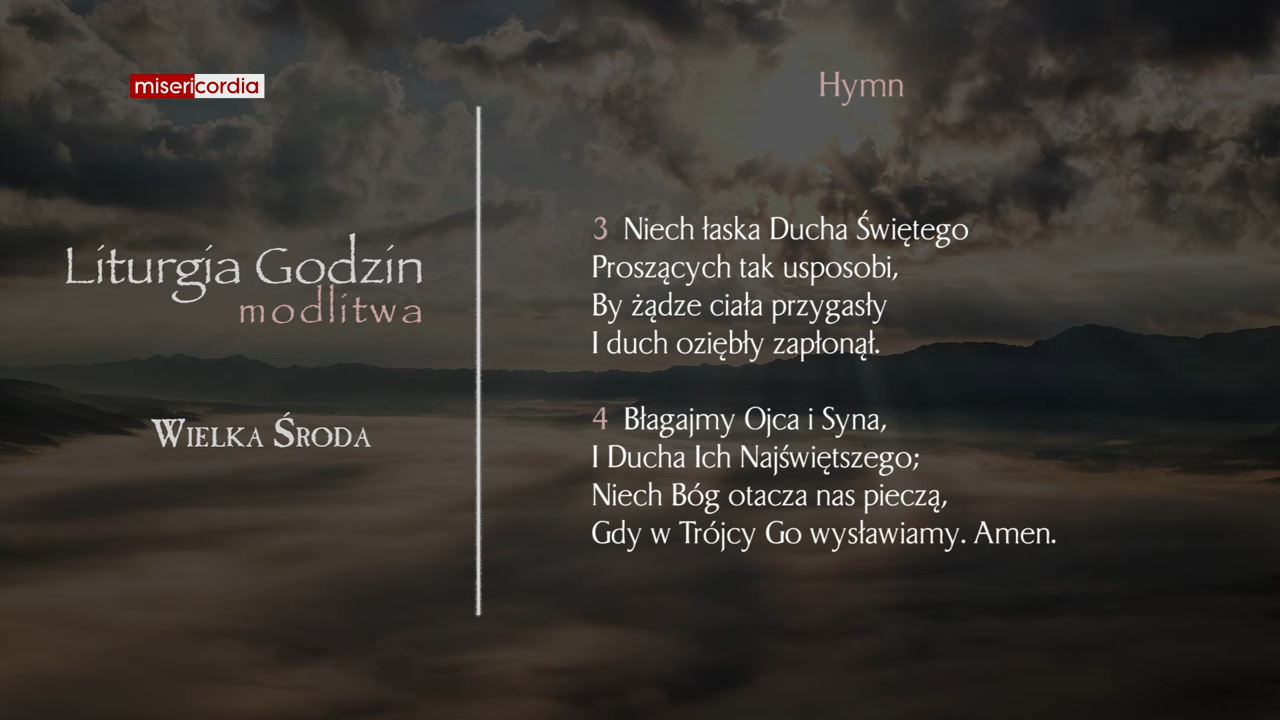 misericordia
Liturgia Godzin
modlitwa
Wielka Środa
Hymn
3 Niech łaska Ducha Świętego
Proszących tak usposobi,
By żądze ciała przygasły
I duch oziębły zapłonął.
4 Błagajmy Ojca i Syna,
I Ducha Ich Najświętszego;
Niech Bóg otacza nas pieczą,
Gdy w Trójcy Go wysławiamy. Amen.